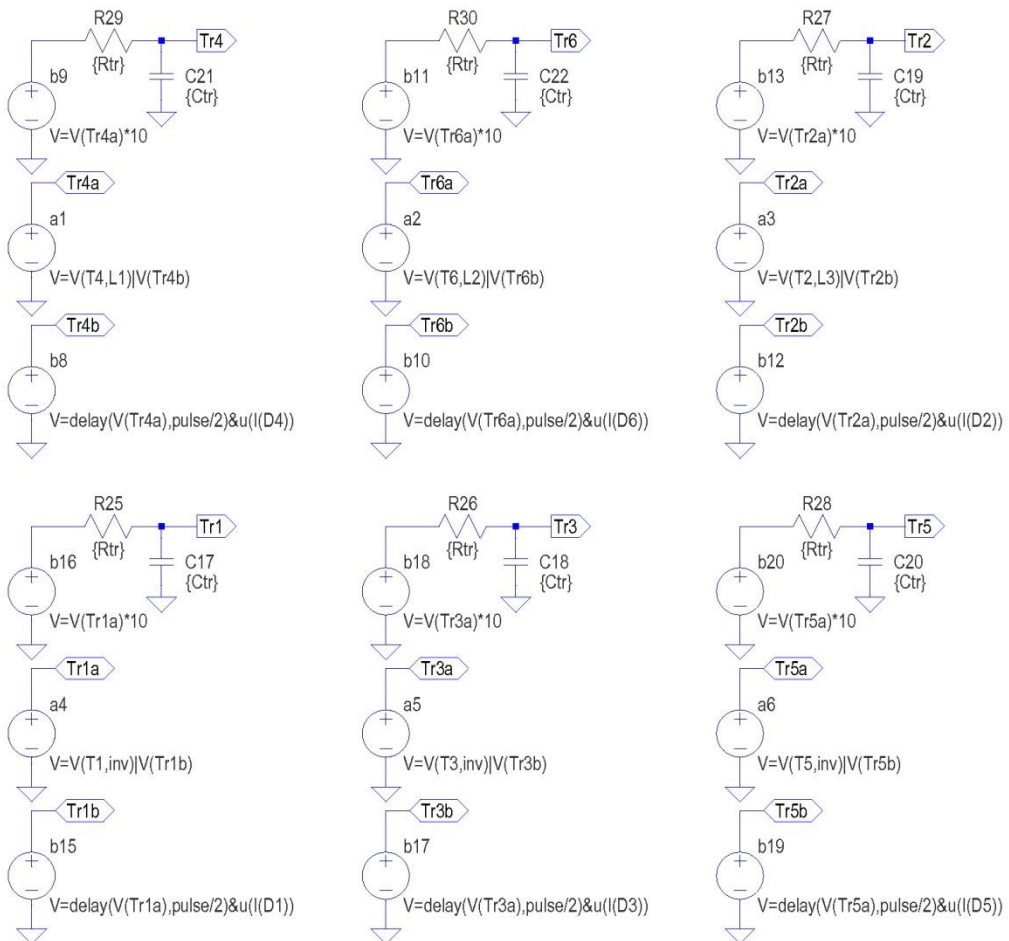 R29 R30 R27
Tr4 Tr6 Tr2
{Rtr} {Rtr} {Rtr}
b9 C21 b11 C22 b13 C19
{Ctr} {Ctr} {Ctr}
V=V(Tr4a)*10 V=V(Tr6a)*10 V=V(Tr2a)*10
Tr4a Tr6a Tr2a
a1 a2 a3
V=V(T4,L1)|V(Tr4b) V=V(T6,L2)|V(Tr6b) V=V(T2,L3)|V(Tr2b)
Tr4b Tr6b Tr2b
b8 b10 b12
V=delay(V(Tr4a),pulse/2)&u(I(D4)) V=delay(V(Tr6a),pulse/2)&u(I(D6)) V=delay(V(Tr2a),pulse/2)&u(I(D2))
R25 R26 R28
Tr1 Tr3 Tr5
{Rtr} {Rtr} {Rtr}
b16 C17 b18 C18 b20 C20
{Ctr} {Ctr} {Ctr}
V=V(Tr1a)*10 V=V(Tr3a)*10 V=V(Tr5a)*10
Tr1a Tr3a Tr5a
a4 a5 a6
V=V(T1,inv)|V(Tr1b) V=V(T3,inv)|V(Tr3b) V=V(T5,inv)|V(Tr5b)
Tr1b Tr3b Tr5b
b15 b17 b19
V=delay(V(Tr1a),pulse/2)&u(I(D1)) V=delay(V(Tr3a),pulse/2)&u(I(D3)) V=delay(V(Tr5a),pulse/2)&u(I(D5))